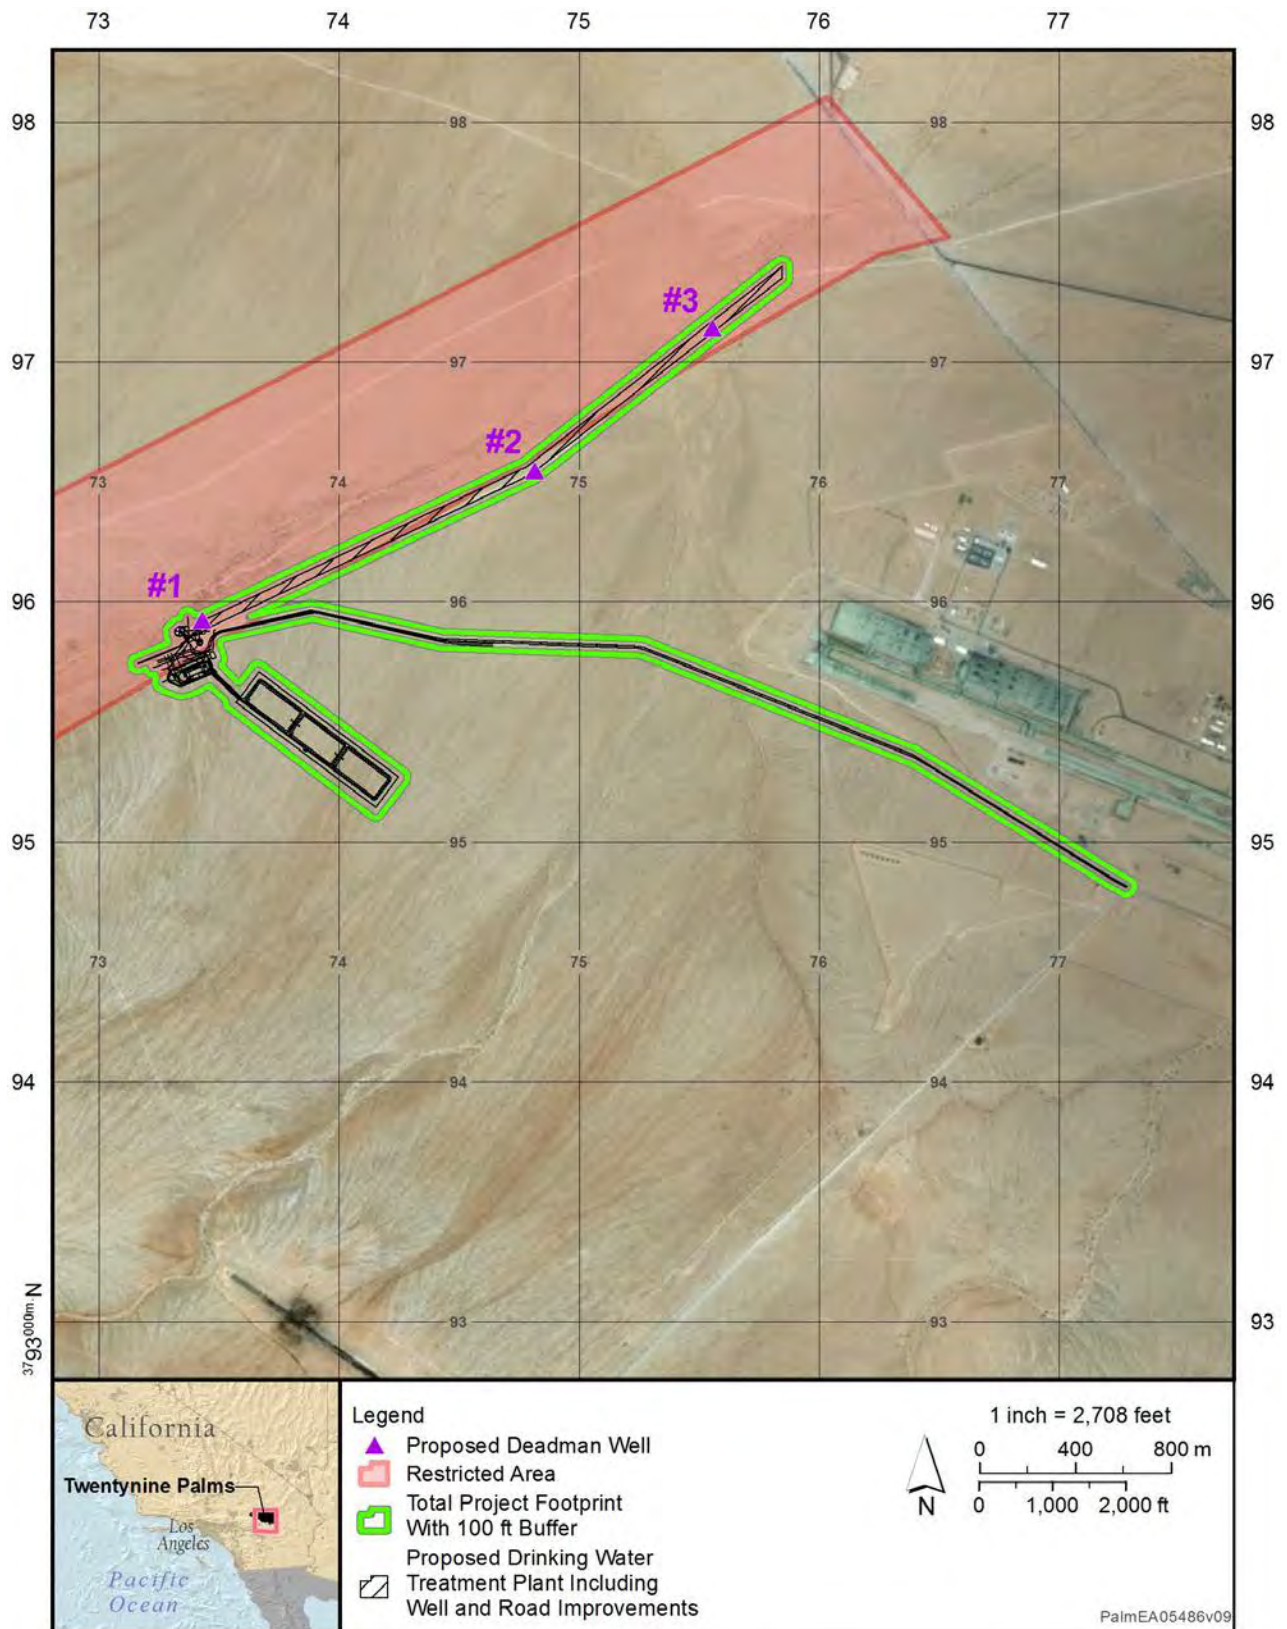 73 74 75 76 77
98 98 98 98
#3
97 97 97 97
#2
73 74 75 76 77
#1
96 96 96 96
95 95 95 95
73 74 75 76 77
94 94 94 94
93 93 93
3793000m. N
California
Twentynine Palms
Los
Angeles
Pacific
Ocean
Legend
Proposed Deadman Well
Restricted Area
Total Project Footprint
With 100 ft Buffer
Proposed Drinking Water
Treatment Plant Including
Well and Road Improvements
N
1 inch = 2,708 feet
0 400 800 m
0 1,000 2,000 ft
PalmEA05486v09